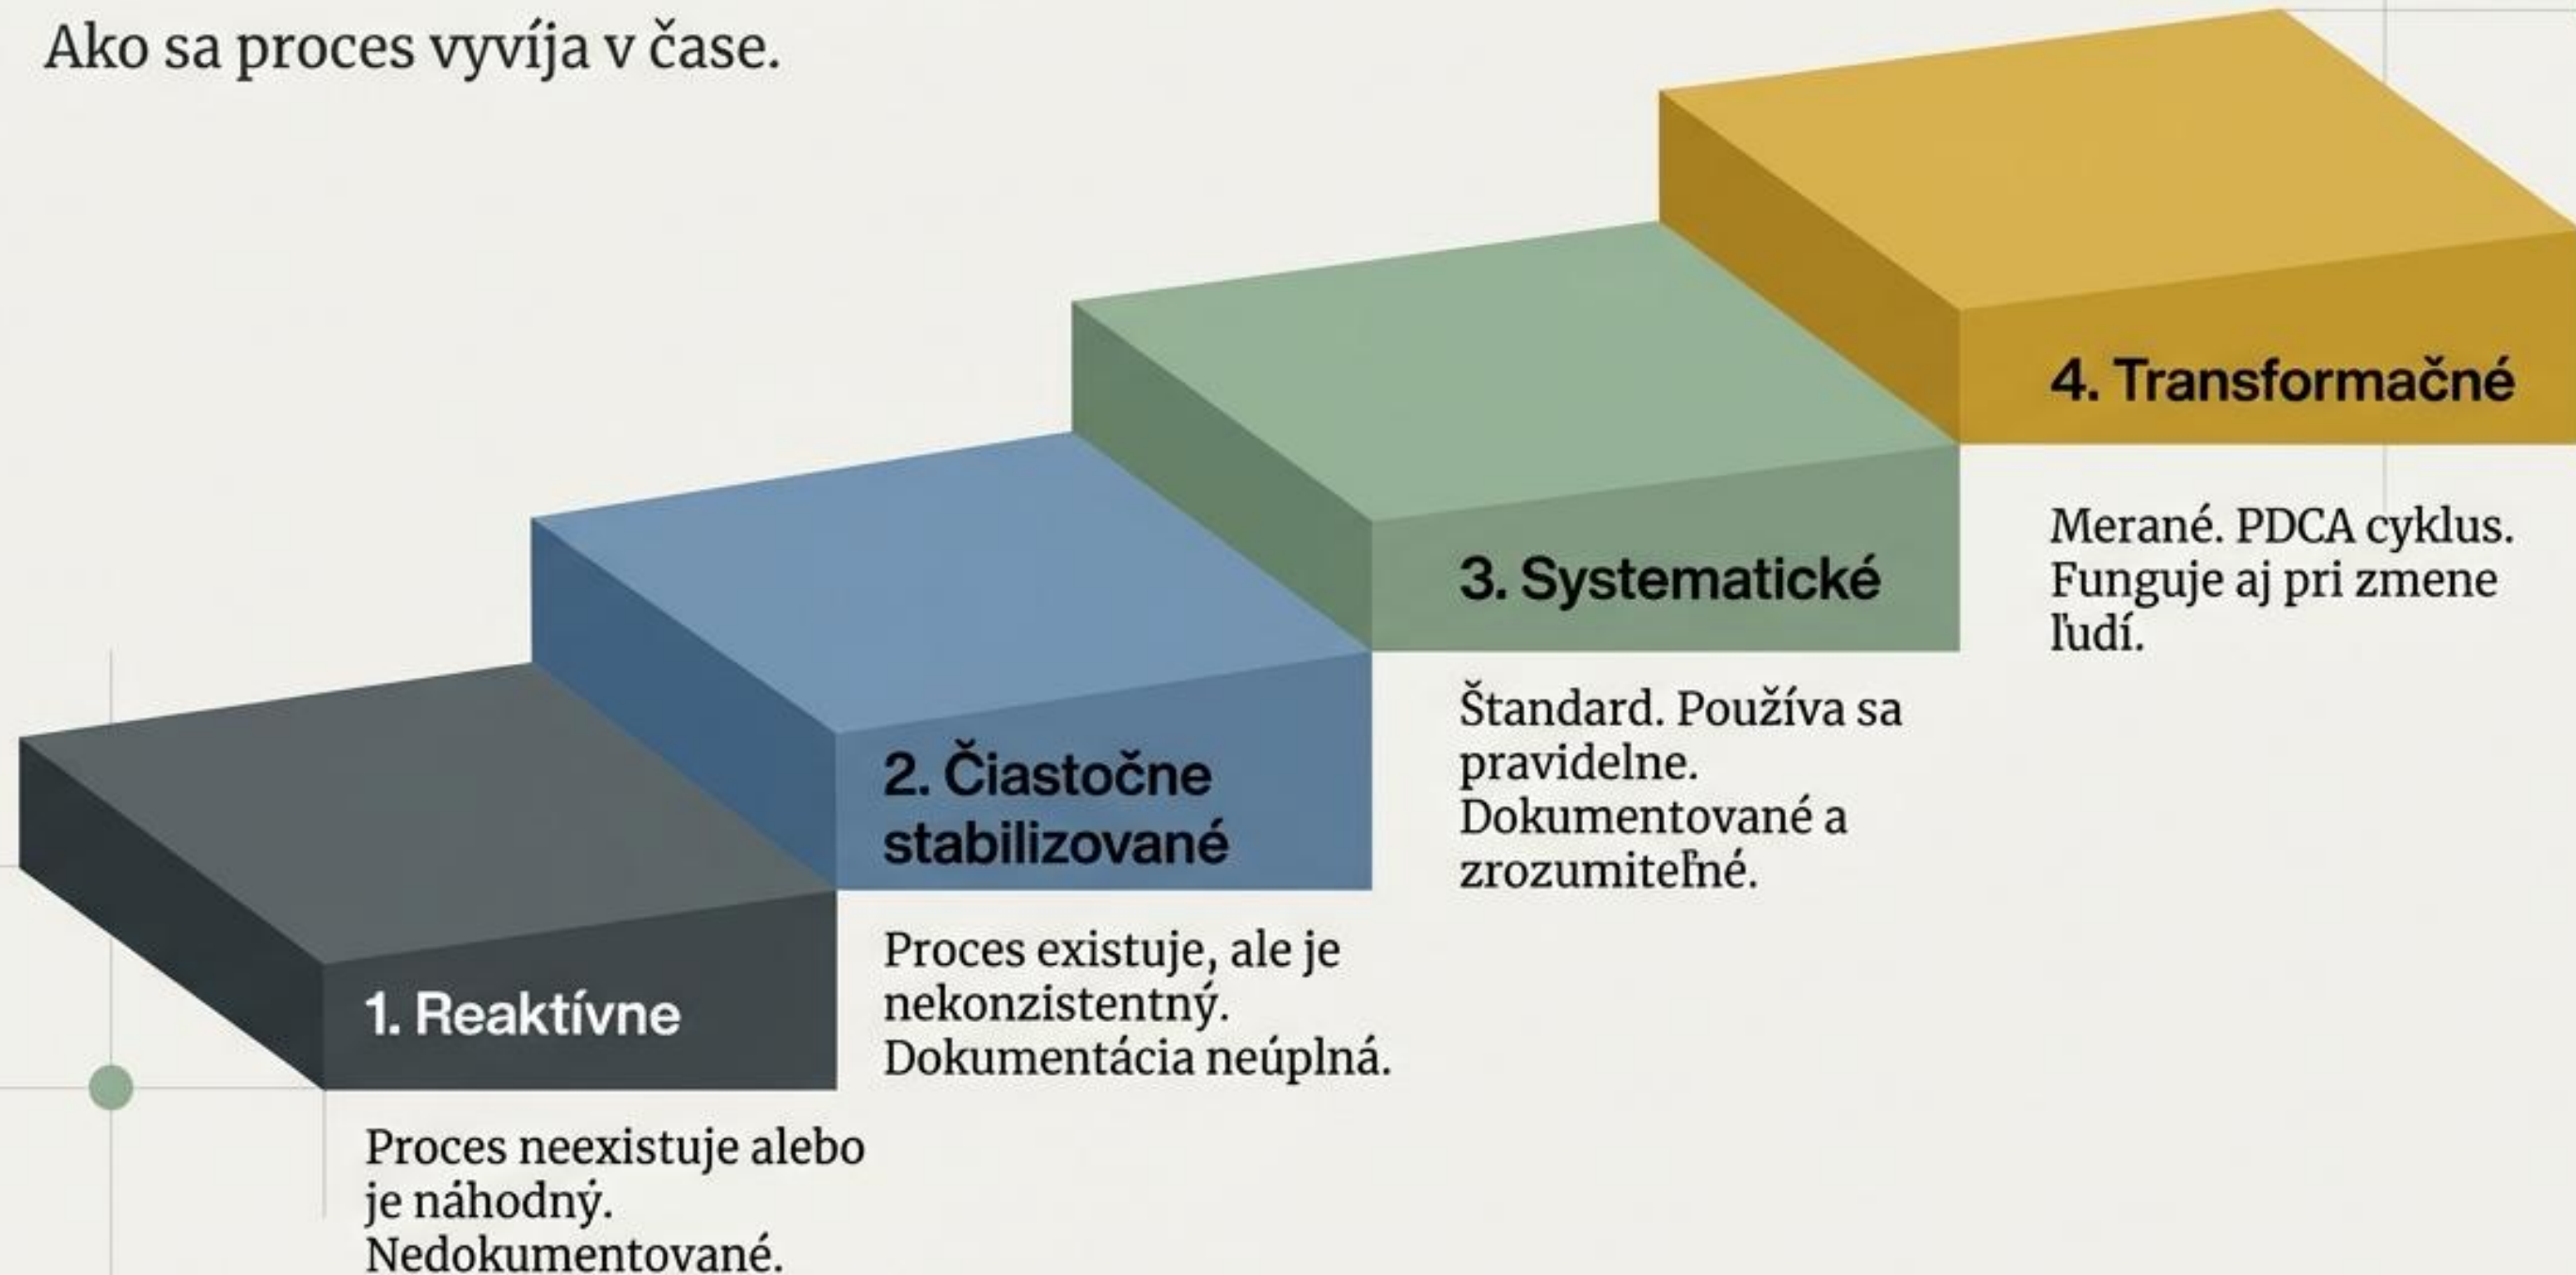 Ako sa proces vyvíja v čase.
1. Reaktívne
Proces neexistuje alebo
je náhodný.
Nedokumentované.
2. Čiastočne
stabilizované
Proces existuje, ale je
nekonzistentný.
Dokumentácia neúplná.
3. Systematické
Štandard. Používa sa
pravidelne.
Dokumentované a
zrozumiteľné.
4. Transformačné
Merané. PDCA cyklus.
Funguje aj pri zmene
ľudí.